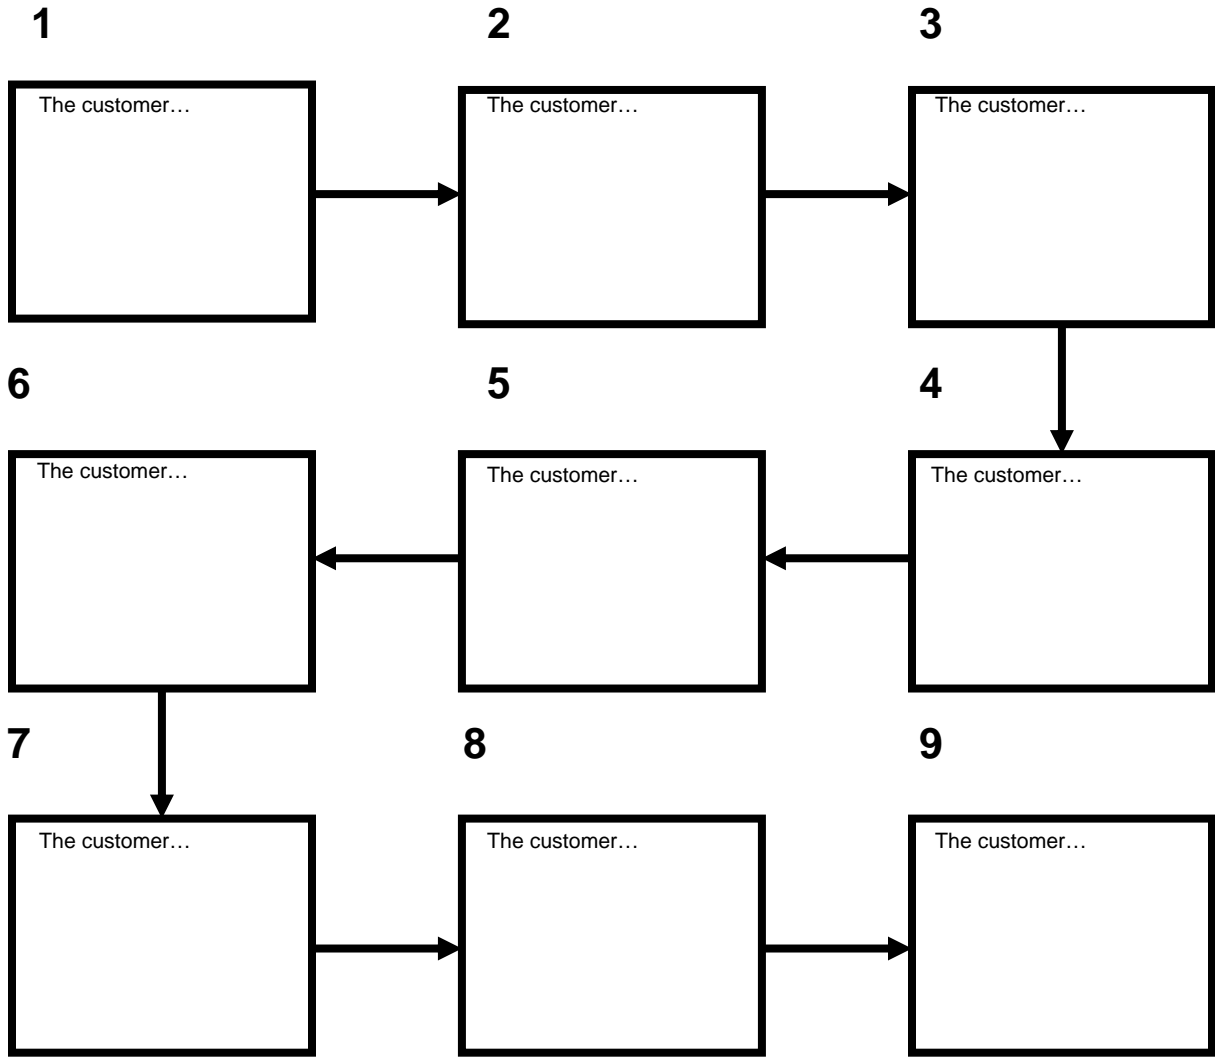 1
2
3
The customer…
The customer…
The customer…
6
5
4
The customer…
The customer…
The customer…
7
8
9
The customer…
The customer…
The customer…